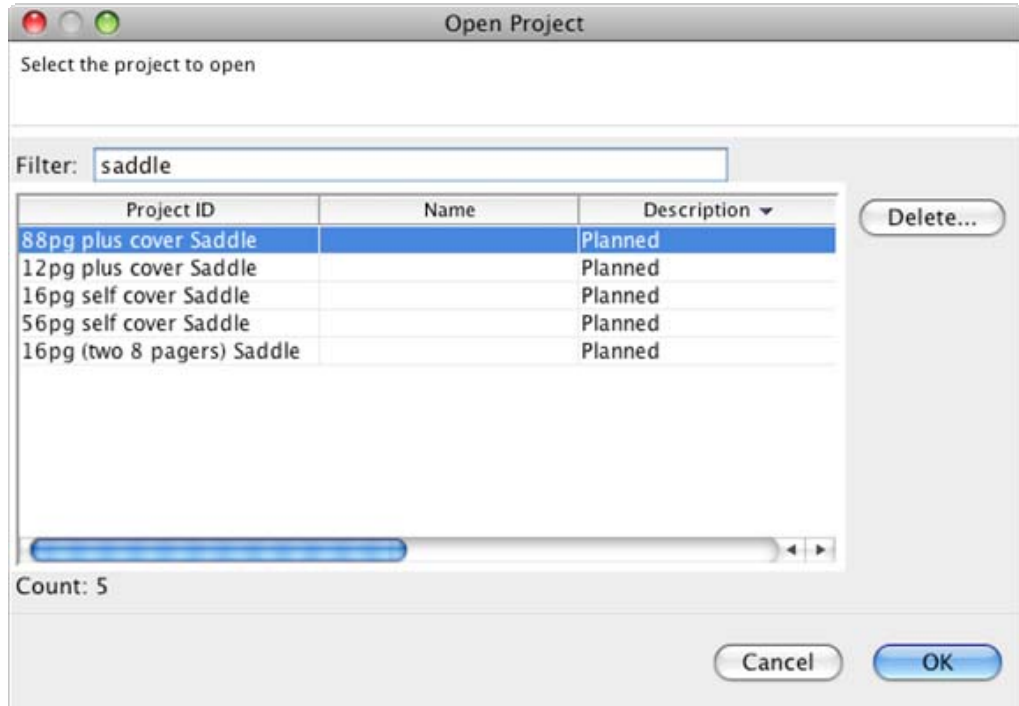 Open Project
Select the project to open
Filter: saddle
Project ID Name Description
Delete...
88pg plus cover Saddle Planned
12pg plus cover Saddle Planned
16pg self cover Saddle Planned
56pg self cover Saddle Planned
16pg (two 8 pagers) Saddle Planned
Count: 5
Cancel OK